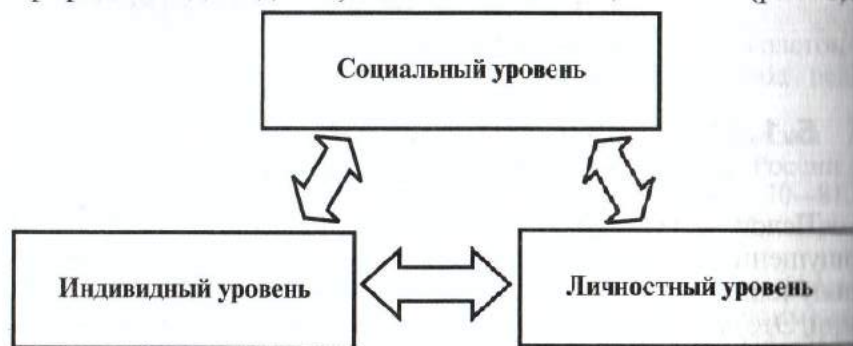 Социальный уровень
Индивидный уровень
Личностный уровень